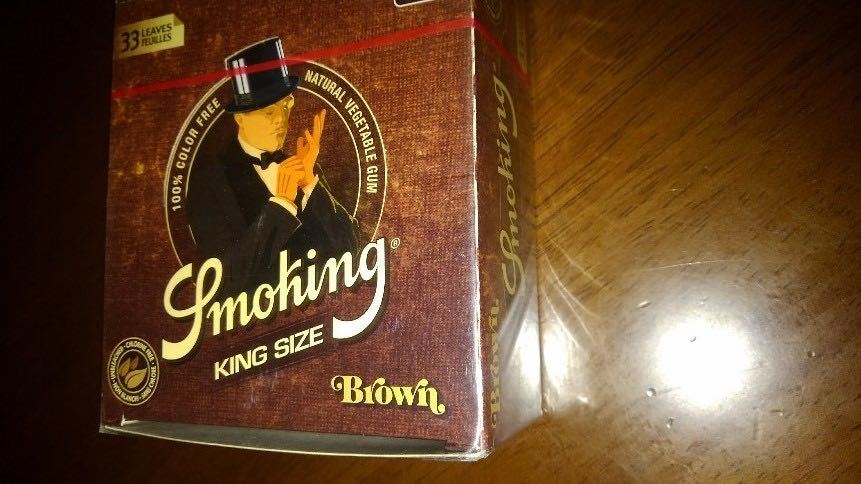 33 LEAVES
FEUILLES
100% COLOR FREE
NATURAL VEGETABLE GUM
Smoking®
KING SIZE
Brown
Smoking
Brown